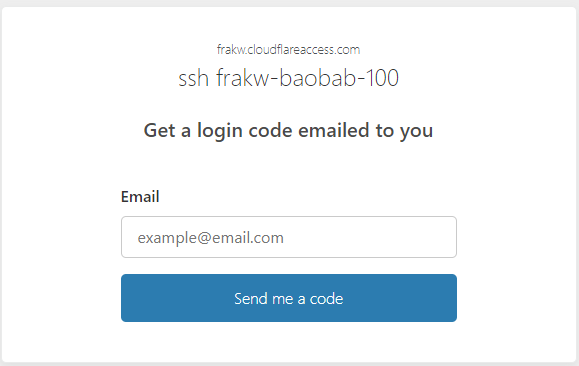 frakw.cloudflareaccess.com
ssh frakw-baobab-100
Get a login code emailed to you
Email
example@email.com
Send me a code